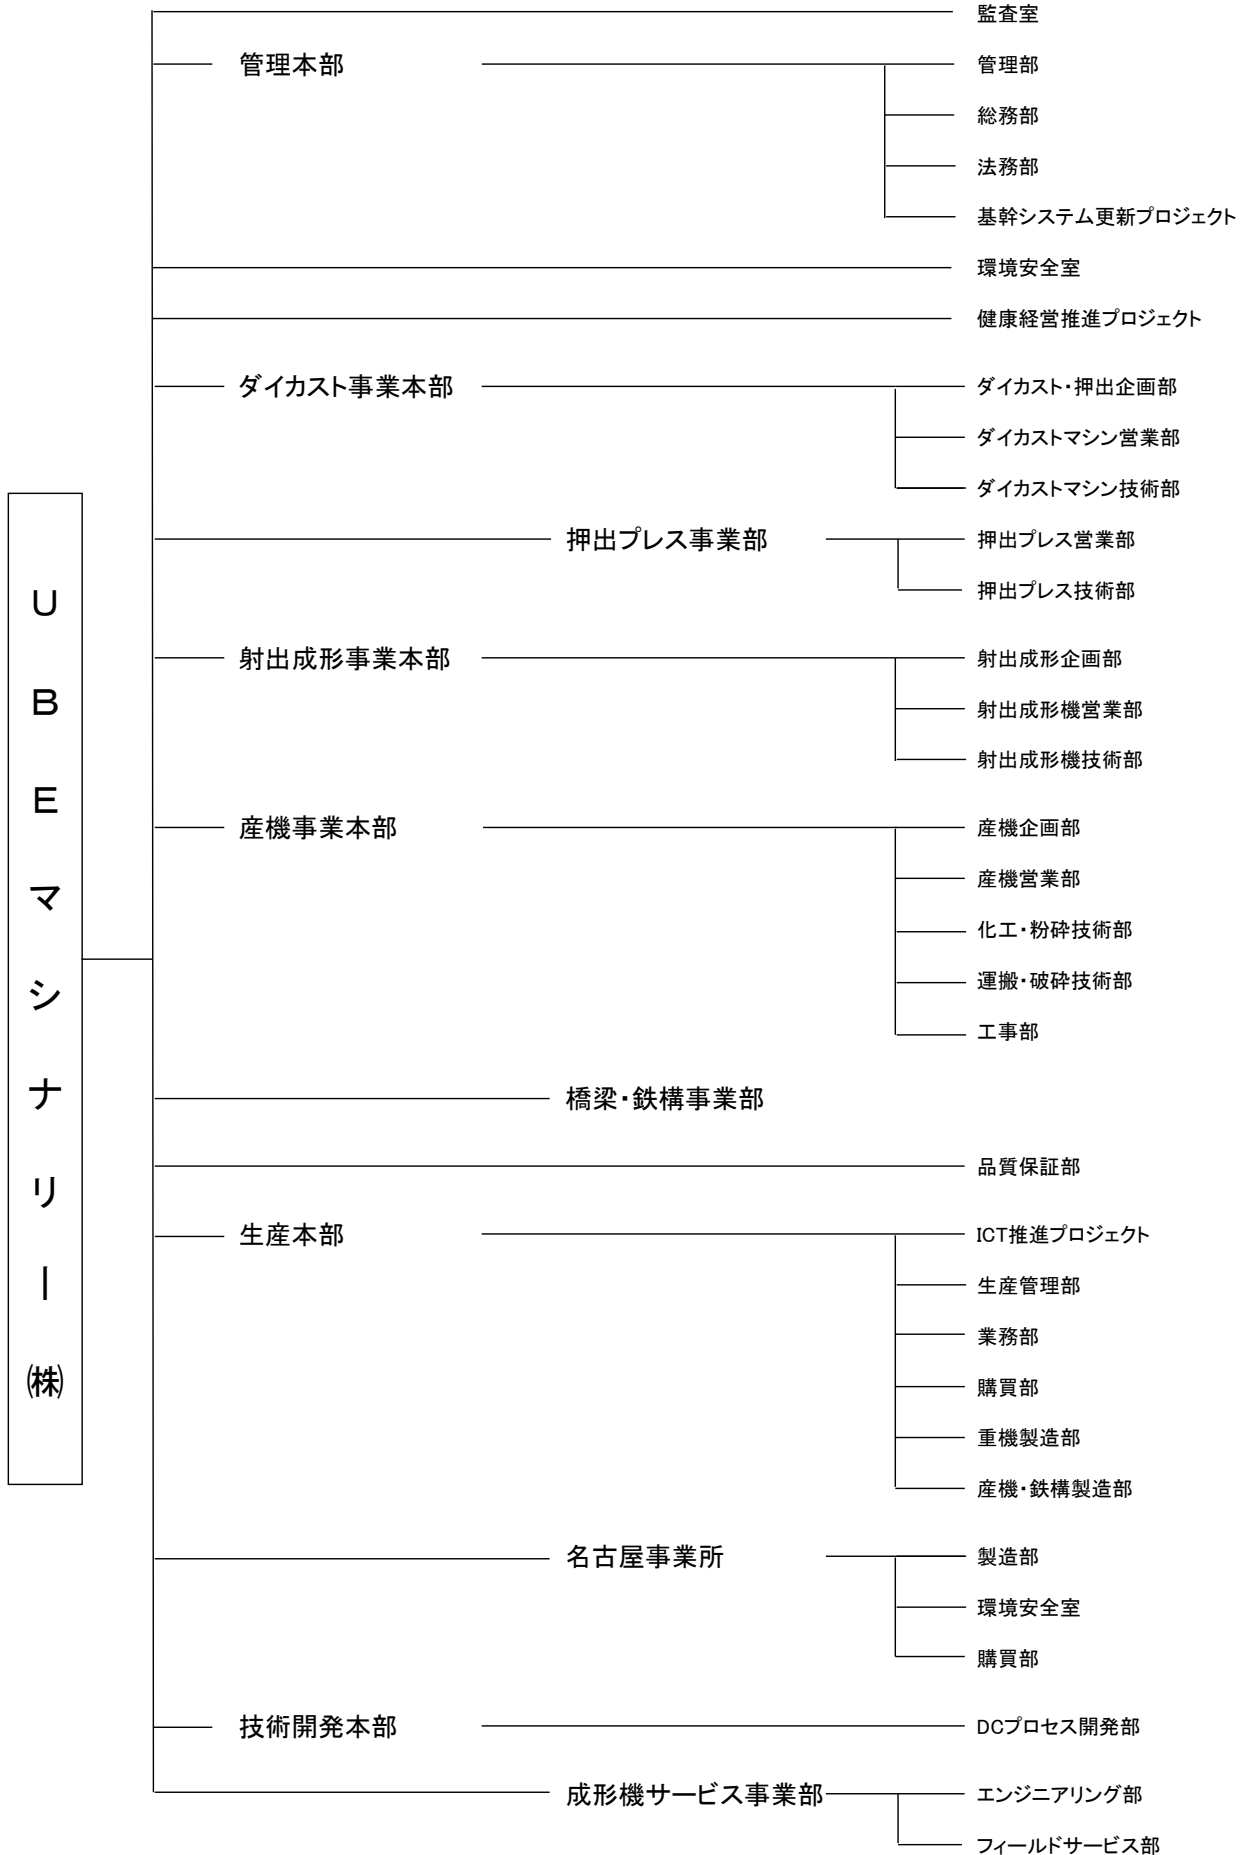 監査室
管理本部
管理部
総務部
法務部
基幹システム更新プロジェクト
環境安全室
健康経営推進プロジェクト
ダイカスト事業本部
ダイカスト・押出企画部
ダイカストマシン営業部
ダイカストマシン技術部
押出プレス事業部
押出プレス営業部
押出プレス技術部
射出成形事業本部
射出成形企画部
射出成形機営業部
射出成形機技術部
産機事業本部
産機企画部
産機営業部
化工・粉砕技術部
運搬・破砕技術部
工事部
UBEマシナリー㈱
橋梁・鉄構事業部
品質保証部
生産本部
ICT推進プロジェクト
生産管理部
業務部
購買部
重機製造部
産機・鉄構製造部
名古屋事業所
製造部
環境安全室
購買部
技術開発本部
DCプロセス開発部
成形機サービス事業部
エンジニアリング部
フィールドサービス部